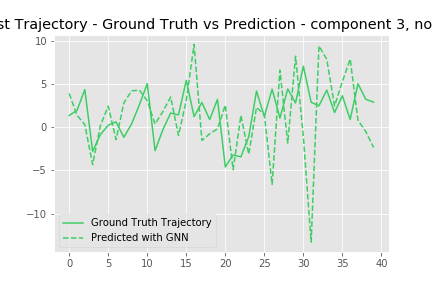 st Trajectory - Ground Truth vs Prediction - component 3, no
10
5
0
−5
−10
Ground Truth Trajectory
Predicted with GNN
0 5 10 15 20 25 30 35 40